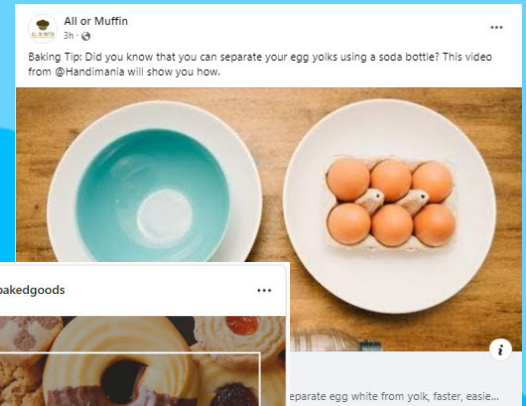 All or Muffin
3h ·
Baking Tip: Did you know that you can separate your egg yolks using a soda bottle? This video
from @Handimania will show you how.
bakedgoods
eparate egg white from yolk, faster, easie...